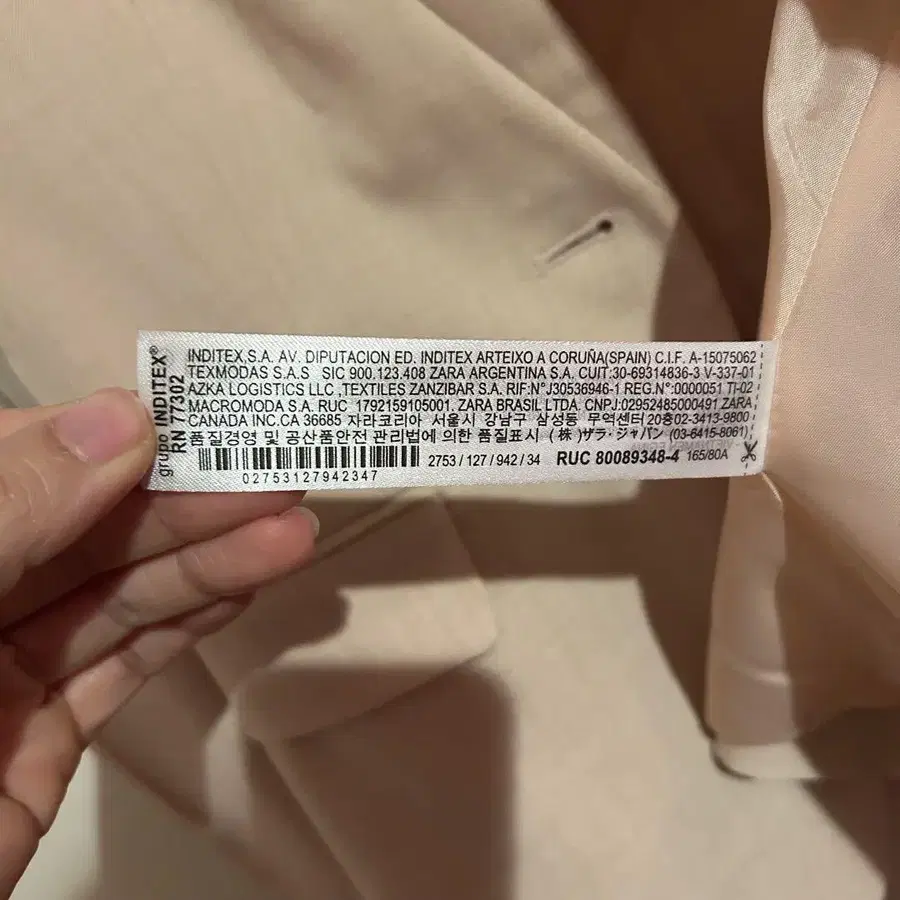 grupo INDITEX®
RN 77302
INDITEX,S.A. AV. DIPUTACION ED. INDITEX ARTEIXO A CORUÑA(SPAIN) C.I.F. A-15075062
TEXMODAS S.A.S SIC 900.123.408 ZARA ARGENTINA S.A. CUIT:30-69314836-3 V-337-01
AZKA LOGISTICS LLC ,TEXTILES ZANZIBAR S.A. RIF:N°J30536946-1 REG.N°:0000051 TI-02
MACROMODA S.A. RUC 1792159105001. ZARA BRASIL LTDA. CNPJ:02952485000491 ZARA
CANADA INC.CA 36685 자라코리아 서울시 강남구 삼성동 무역센터 20층02-3413-9800
품질경영 및 공산품안전 관리법에 의한 품질표시 (株)ザラ・ジャパン (03-6415-8061)
02753127942347
2753 / 127 / 942 / 34 RUC 80089348-4 165/80A